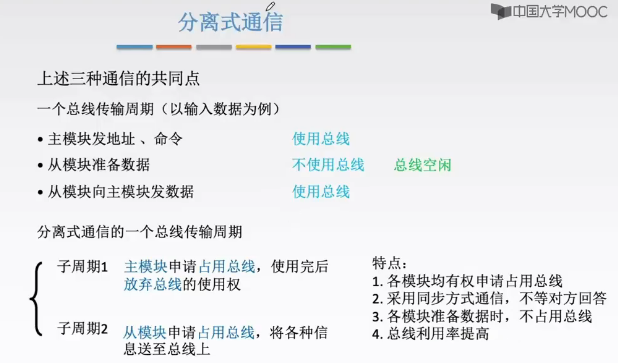 分离式通信
中国大学MOOC
上述三种通信的共同点
一个总线传输周期（以输入数据为例）
• 主模块发地址 、命令 使用总线
• 从模块准备数据 不使用总线 总线空闲
• 从模块向主模块发数据 使用总线
分离式通信的一个总线传输周期
子周期1 主模块申请占用总线，使用完后
放弃总线的使用权
子周期2 从模块申请占用总线，将各种信
息送至总线上
特点：
1. 各模块均有权申请占用总线
2. 采用同步方式通信，不等对方回答
3. 各模块准备数据时，不占用总线
4. 总线利用率提高